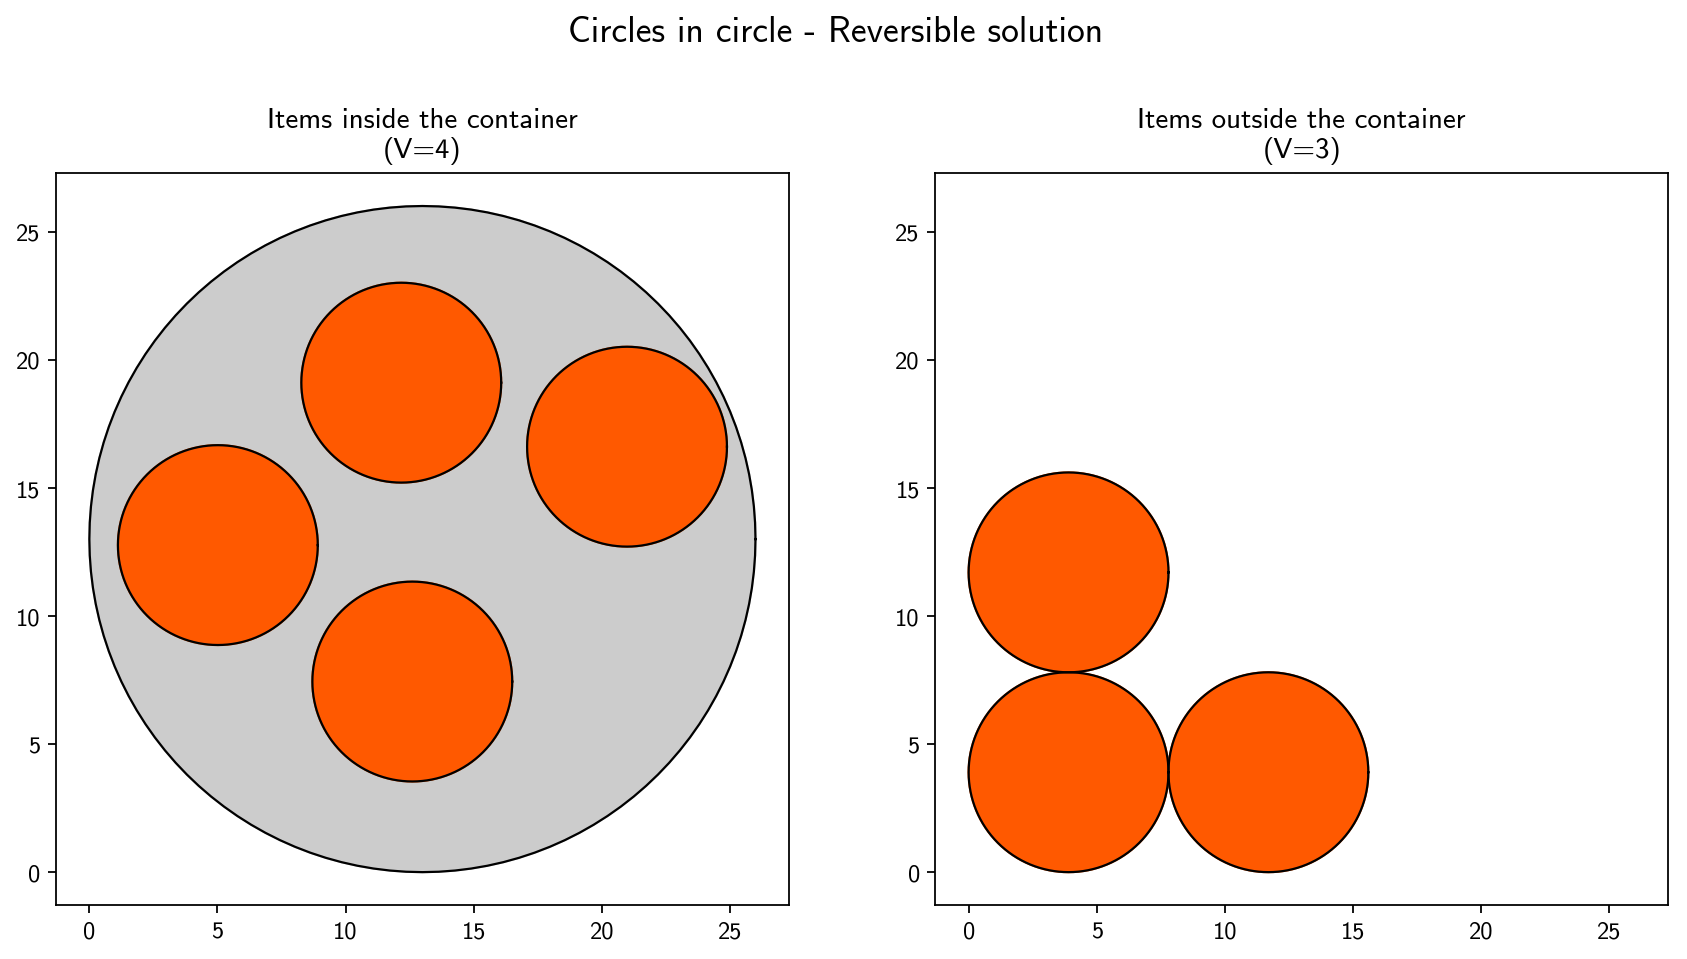 Circles in circle - Reversible solution
Items inside the container
(V=4)
25
20
15
10
5
0
0 5 10 15 20 25
Items outside the container
(V=3)
25
20
15
10
5
0
0 5 10 15 20 25